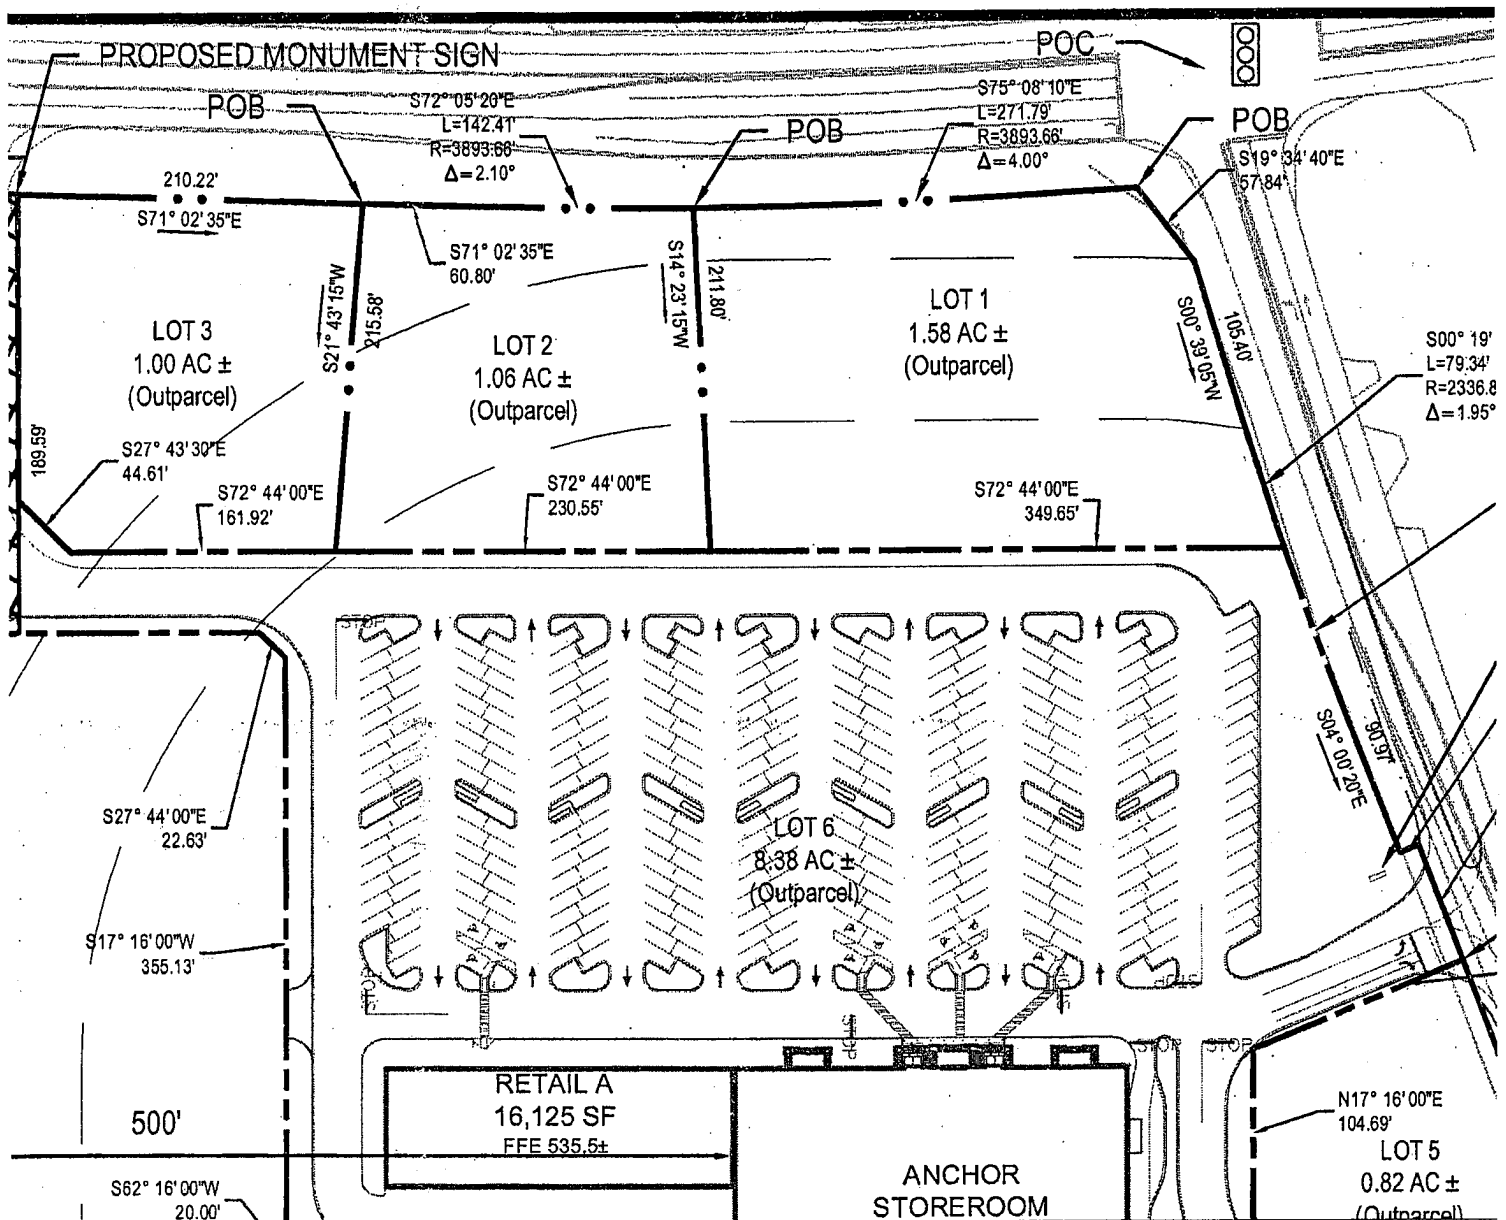 PROPOSED MONUMENT SIGN
POC
POB
S72° 05' 20"E
L=142.41'
R=3893.66'
Δ=2.10°
POB
S75° 08' 10"E
L=271.79'
R=3893.66'
Δ=4.00°
POB
S19° 34' 40"E
57.84'
210.22'
S71° 02' 35"E
S71° 02' 35"E
60.80'
S21° 43' 15"W
215.58'
S14° 23' 15"W
211.80'
LOT 3
1.00 AC ±
(Outparcel)
LOT 2
1.06 AC ±
(Outparcel)
LOT 1
1.58 AC ±
(Outparcel)
S00° 39' 05"W
105.40'
S00° 19'
L=79.34'
R=2336.8
Δ=1.95°
189.59'
S27° 43' 30"E
44.61'
S72° 44' 00"E
161.92'
S72° 44' 00"E
230.55'
S72° 44' 00"E
349.65'
STOP
S04° 00' 20"E
90.97'
S27° 44' 00"E
22.63'
LOT 6
8.38 AC ±
(Outparcel)
S17° 16' 00"W
355.13'
STOP
STOP
STOP
STOP
STOP
STOP
RETAIL A
16,125 SF
FFE 535.5±
500'
N17° 16' 00"E
104.69'
LOT 5
0.82 AC ±
(Outparcel)
ANCHOR
STOREROOM
S62° 16' 00"W
20.00'